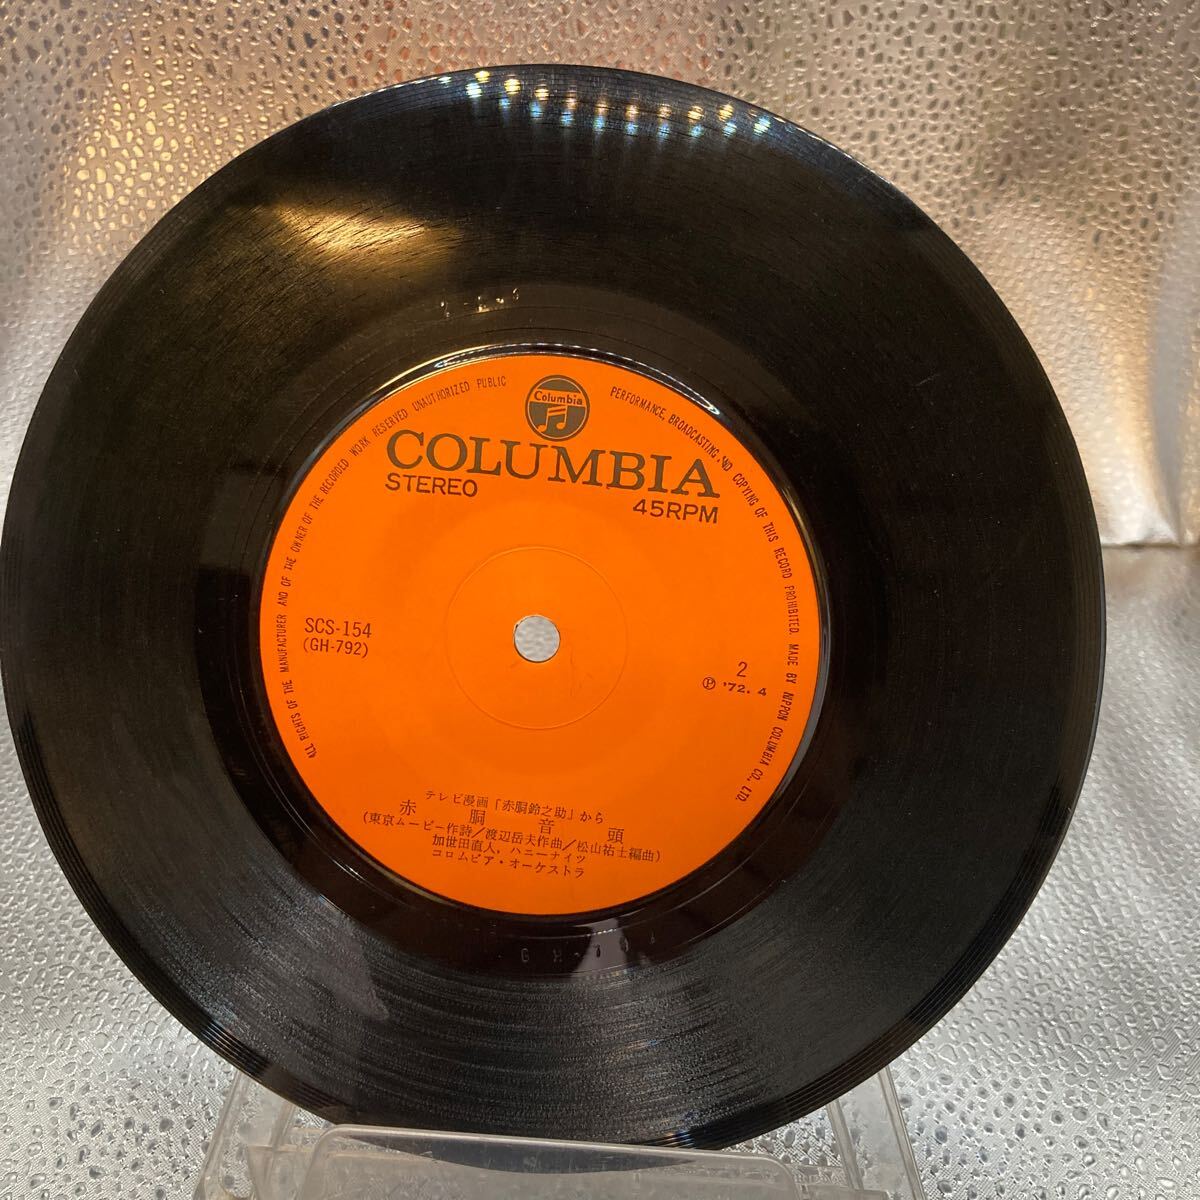 Columbia
COLUMBIA
STEREO
45RPM
ALL RIGHTS OF THE MANUFACTURER AND OF THE OWNER OF THE RECORDED WORK RESERVED UNAUTHORIZED PUBLIC PERFORMANCE, BROADCASTING AND COPYING OF THIS RECORD PROHIBITED. MADE BY NIPPON COLUMBIA CO., LTD.
SCS-154
(GH-792)
2
Ⓟ '72. 4
テレビ漫画「赤胴鈴之助」から
赤胴音頭
(東京ムービー作詩/渡辺岳夫作曲/松山祐士編曲)
加世田直人, ハニーナイツ
コロムビア・オーケストラ